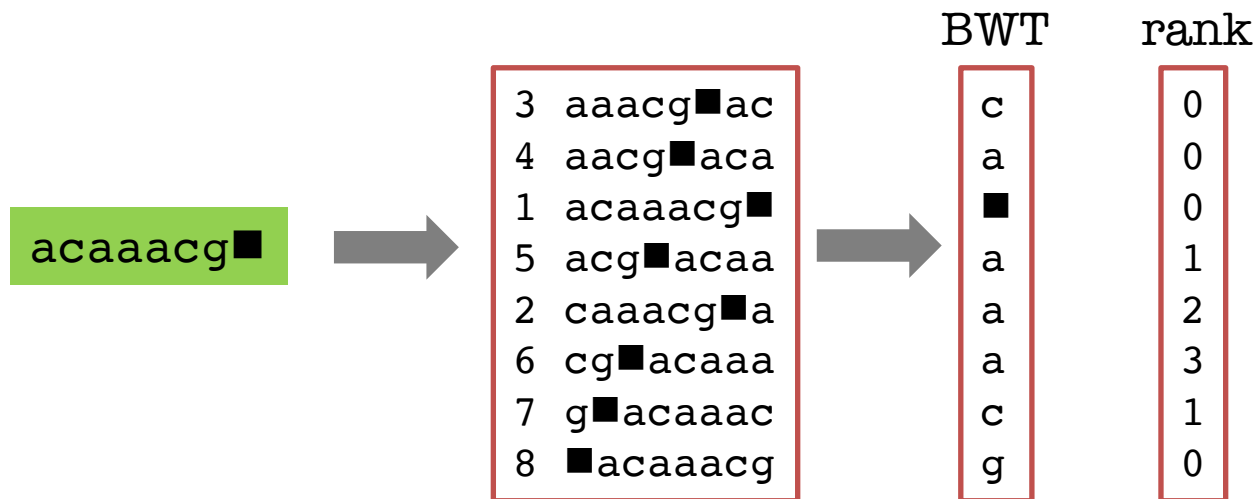 BWT rank
3 aaacg■ac c 0
4 aacg■aca a 0
1 acaaacg■ ■ 0
acaaacg■ 5 acg■acaa a 1
2 caaacg■a a 2
6 cg■acaaa a 3
7 g■acaaac c 1
8 ■acaaacg g 0